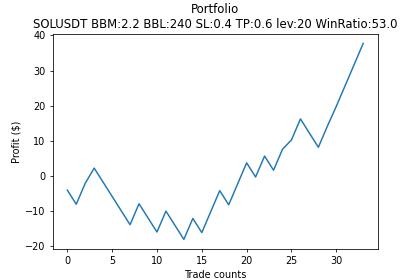 Portfolio
SOLUSDT BBM:2.2 BBL:240 SL:0.4 TP:0.6 lev:20 WinRatio:53.0
40
30
20
10
0
−10
−20
Profit ($)
0 5 10 15 20 25 30
Trade counts